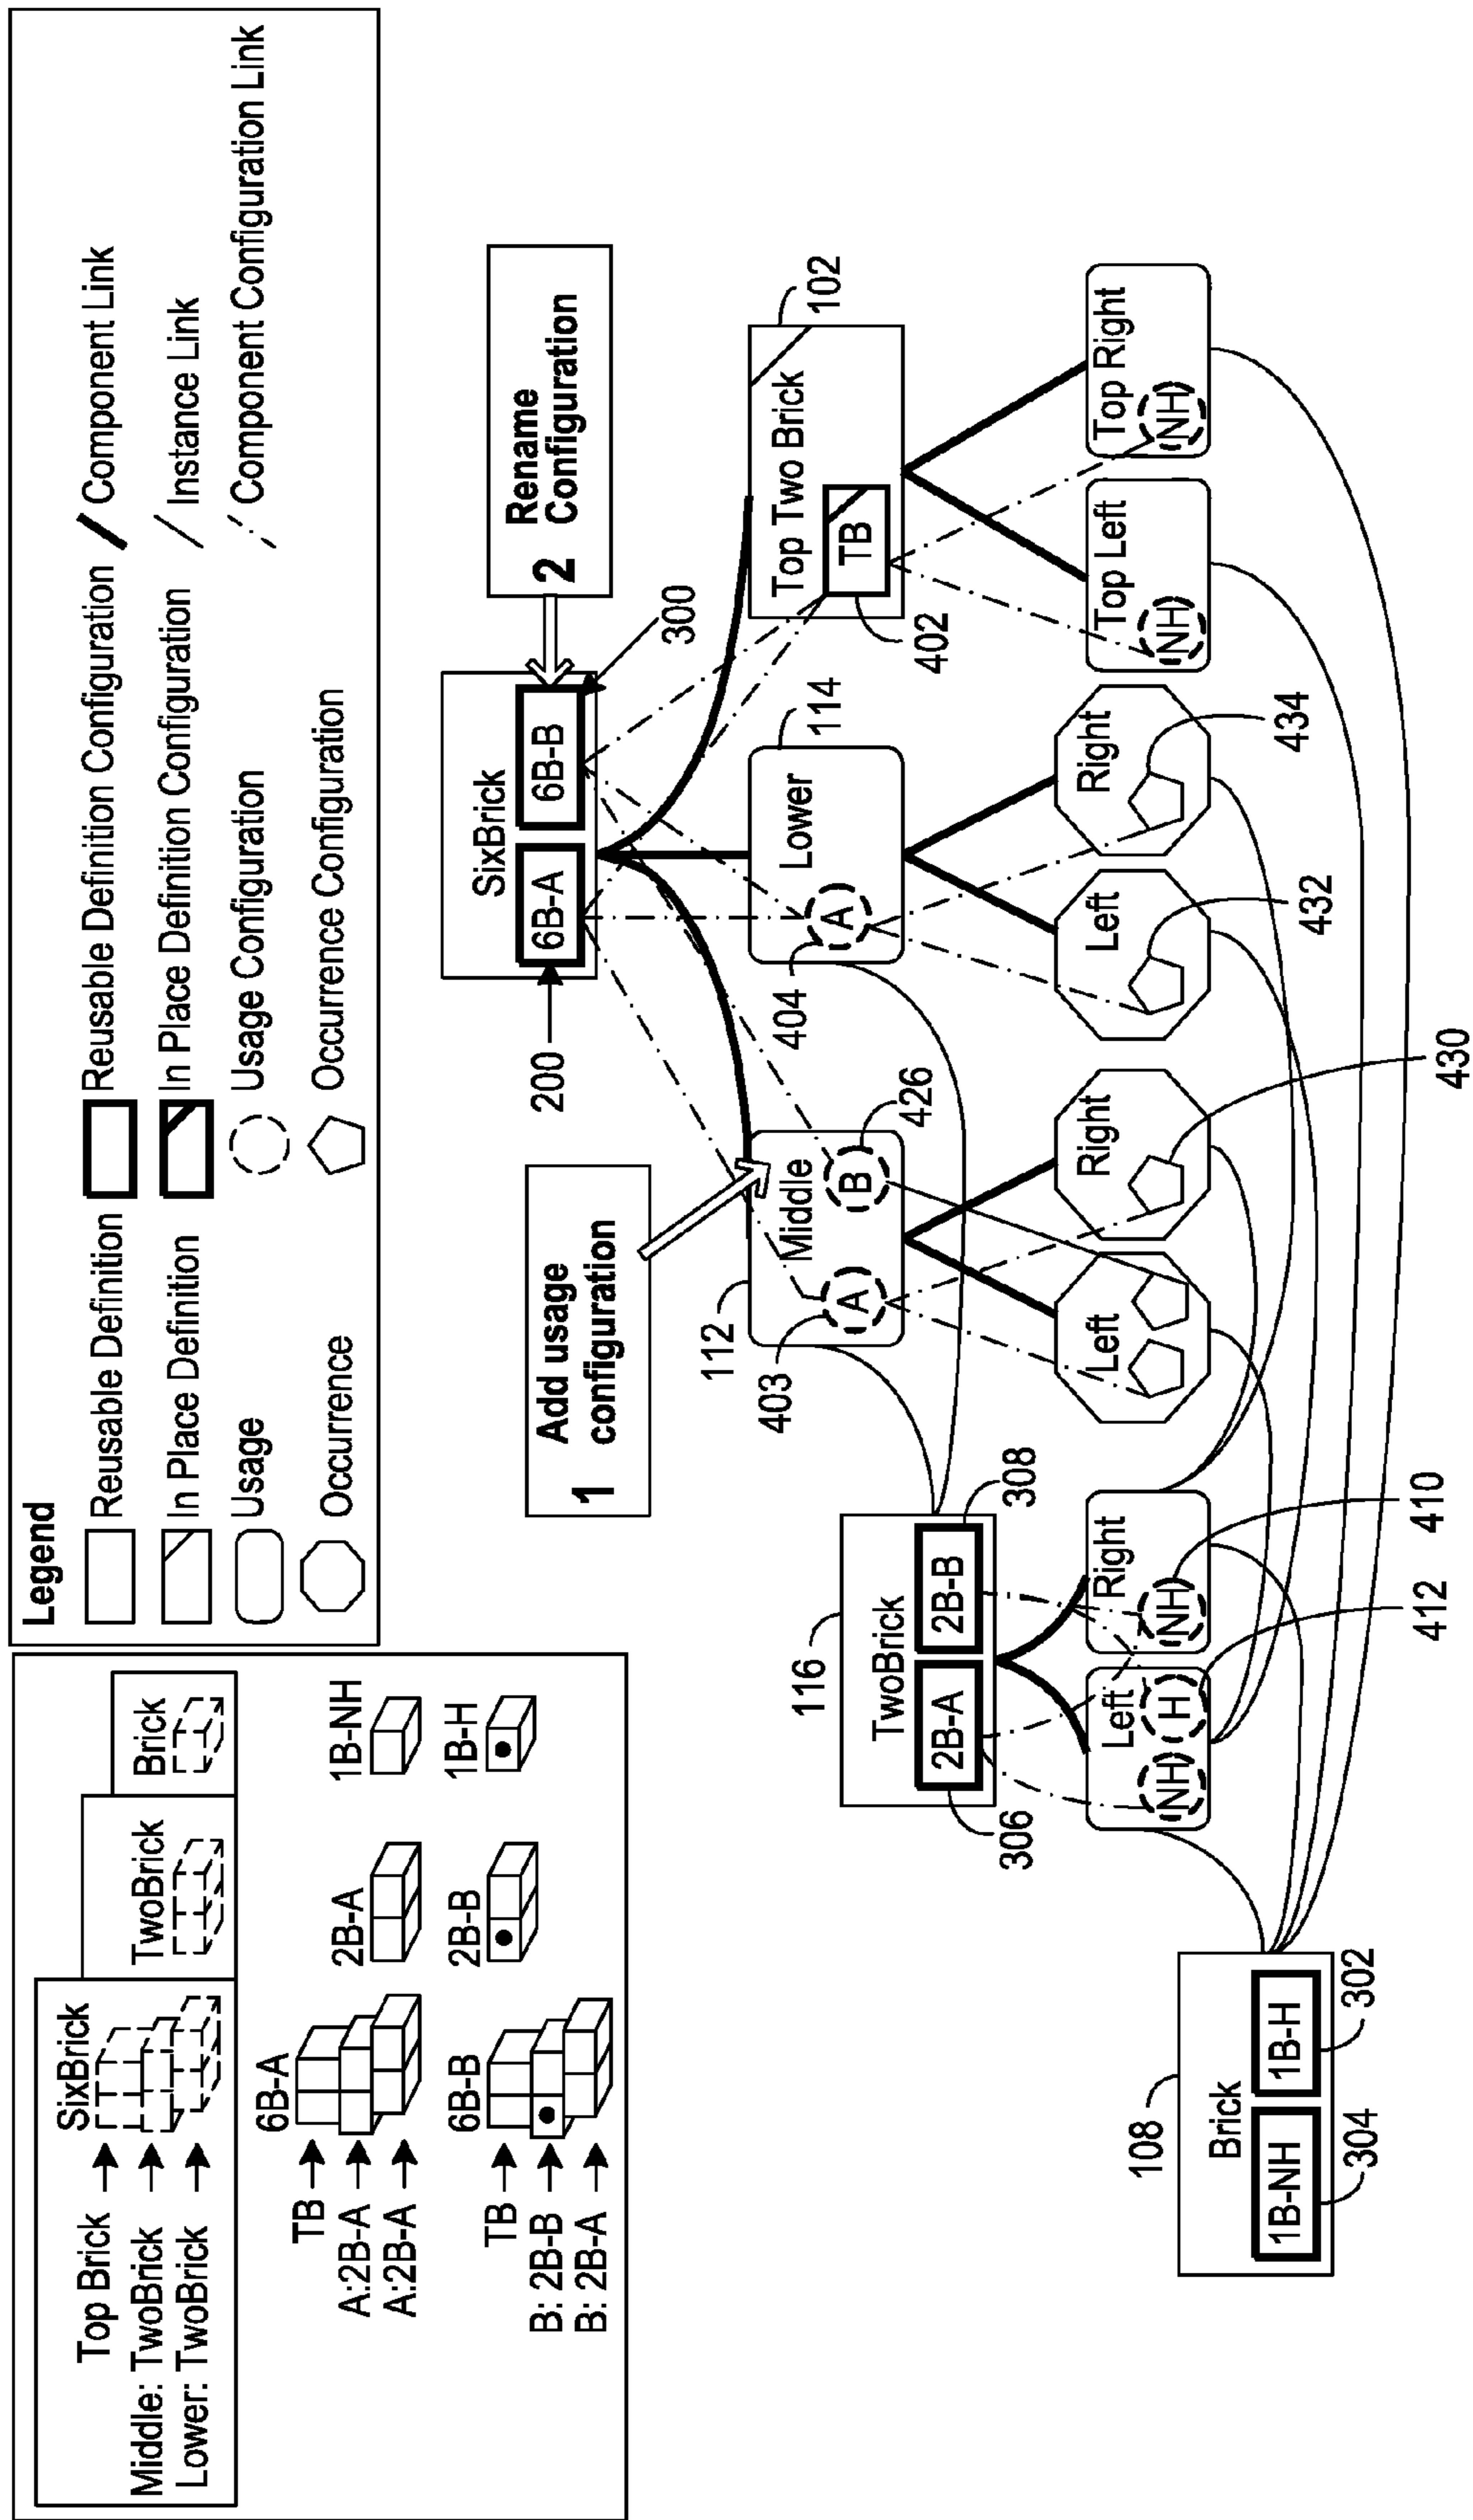 Top Brick
Middle: TwoBrick
Lower: TwoBrick
SixBrick
TwoBrick
Brick
6B-A
2B-A
1B-NH
TB
A:2B-A
A:2B-A
6B-B
2B-B
1B-H
TB
B: 2B-B
B: 2B-A
Legend
Reusable Definition
Reusable Definition Configuration
Component Link
In Place Definition
In Place Definition Configuration
Instance Link
Usage
Usage Configuration
Component Configuration Link
Occurrence
Occurrence Configuration
SixBrick
6B-A
6B-B
200
300
2 Rename
Configuration
1 Add usage
configuration
112
Middle
A
B
403
426
114
Lower
A
404
102
Top Two Brick
TB
402
116
TwoBrick
2B-A
2B-B
306
308
Left
NH
H
Right
NH
412
410
Left
Right
430
Left
Right
432
434
Top Left
NH
Top Right
NH
108
Brick
1B-NH
1B-H
304
302